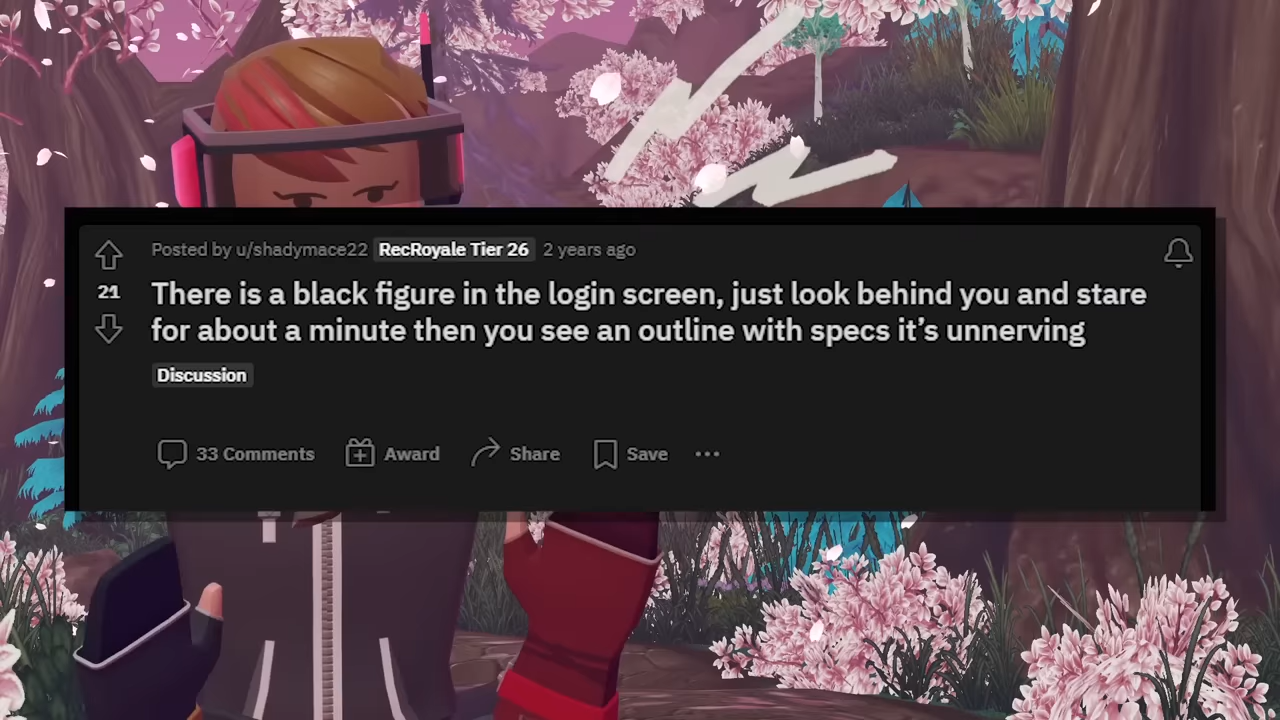 Posted by u/shadymace22 RecRoyale Tier 26 2 years ago
21
There is a black figure in the login screen, just look behind you and stare
for about a minute then you see an outline with specs it’s unnerving
Discussion
33 Comments Award Share Save